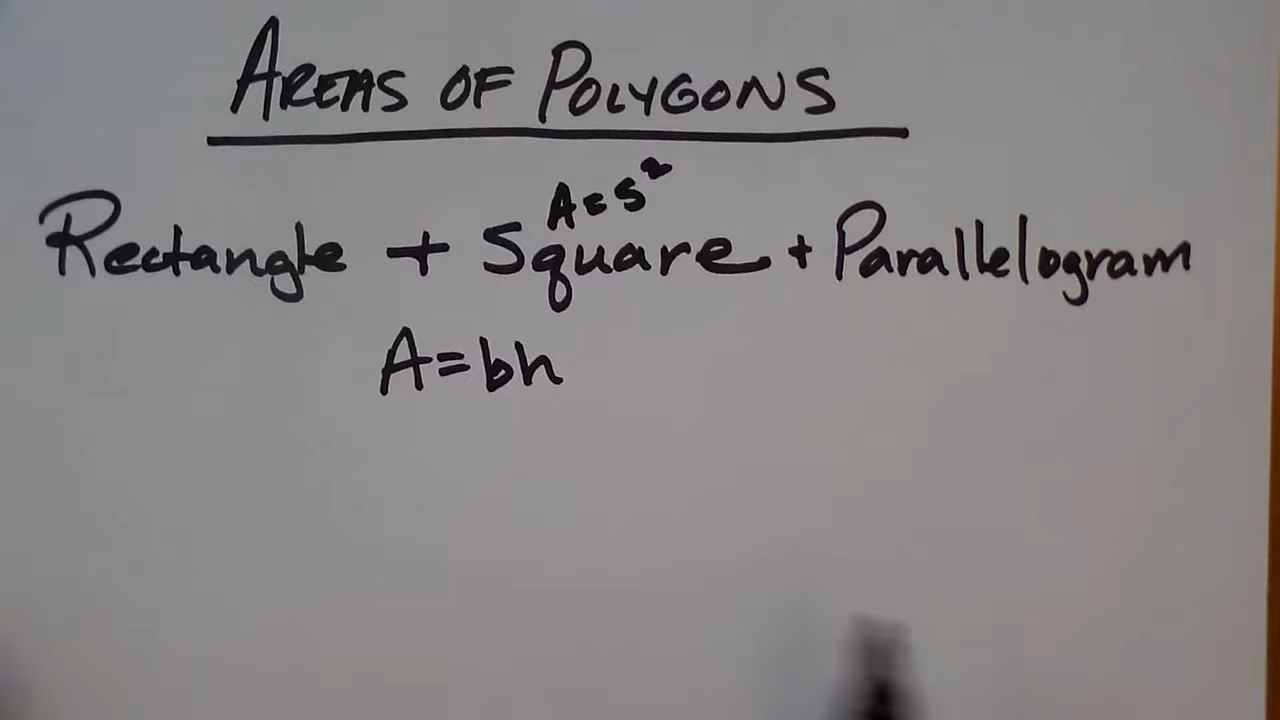 AREAS OF POLYGONS
A=s²
Rectangle + Square + Parallelogram
A=bh